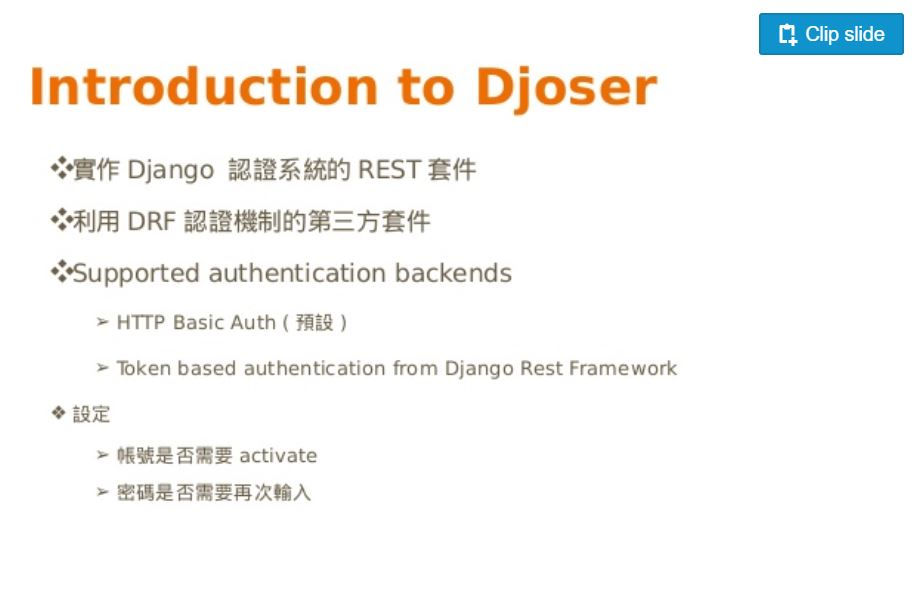 Clip slide
Introduction to Djoser
❖實作 Django 認證系統的 REST 套件
❖利用 DRF 認證機制的第三方套件
❖Supported authentication backends
➢ HTTP Basic Auth ( 預設 )
➢ Token based authentication from Django Rest Framework
❖ 設定
➢ 帳號是否需要 activate
➢ 密碼是否需要再次輸入